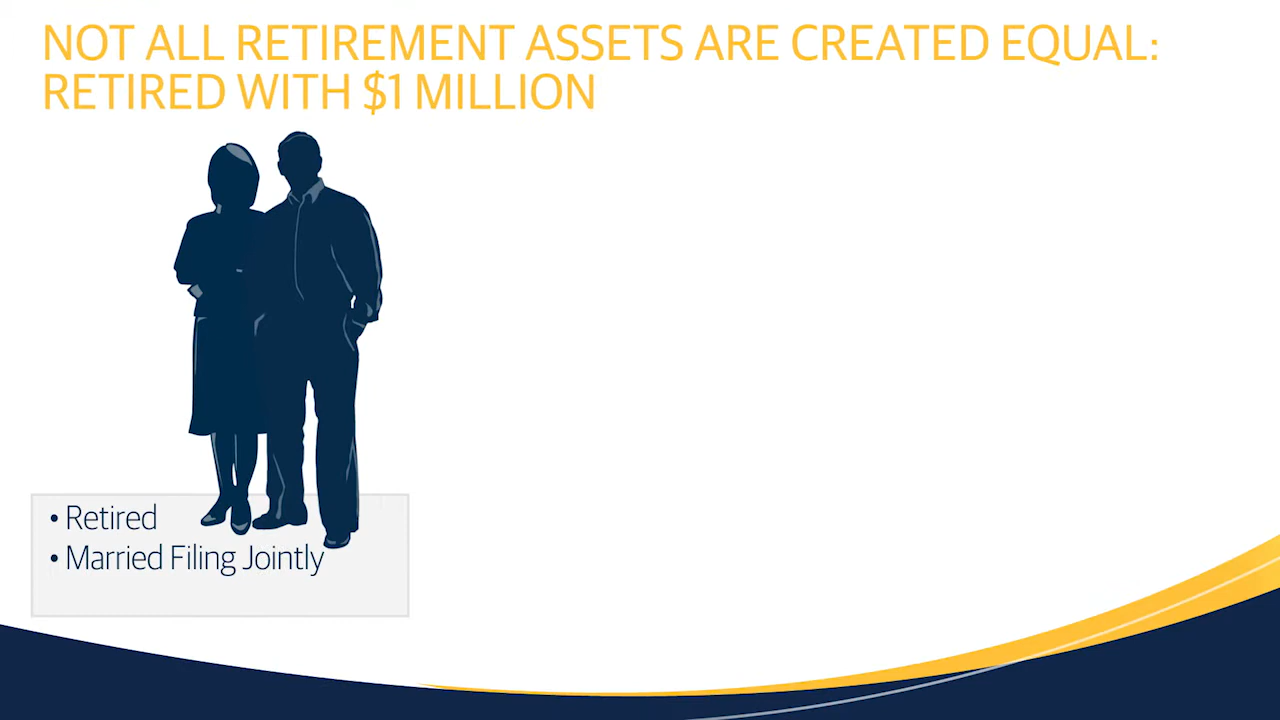 NOT ALL RETIREMENT ASSETS ARE CREATED EQUAL:
RETIRED WITH $1 MILLION
• Retired
• Married Filing Jointly